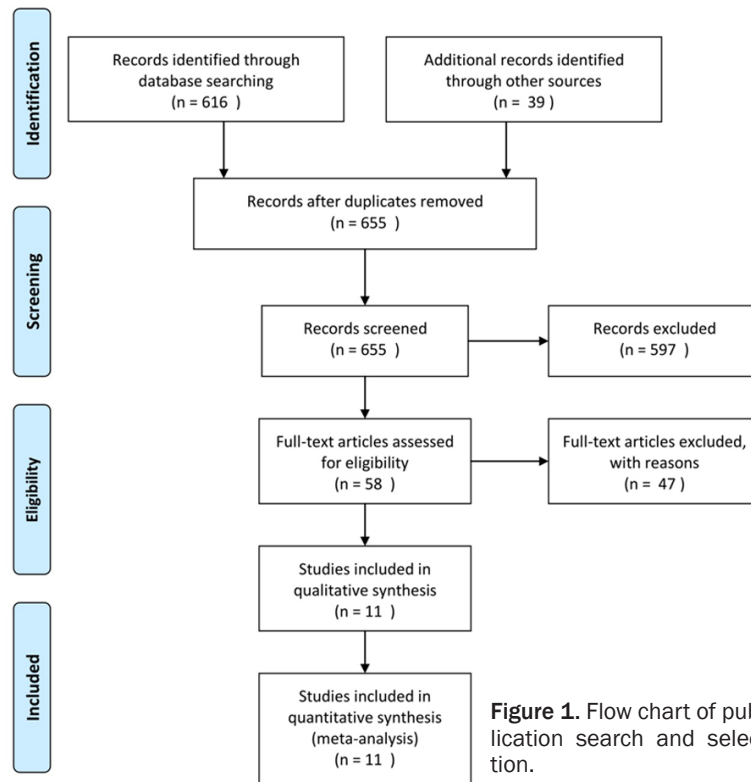 Identification
Records identified through
database searching
(n = 616 )
Additional records identified
through other sources
(n = 39 )
Records after duplicates removed
(n = 655 )
Screening
Records screened
(n = 655 )
Records excluded
(n = 597 )
Eligibility
Full-text articles assessed
for eligibility
(n = 58 )
Full-text articles excluded,
with reasons
(n = 47 )
Studies included in
qualitative synthesis
(n = 11 )
Included
Studies included in
quantitative synthesis
(meta-analysis)
(n = 11 )
Figure 1. Flow chart of pub
lication search and selec
tion.